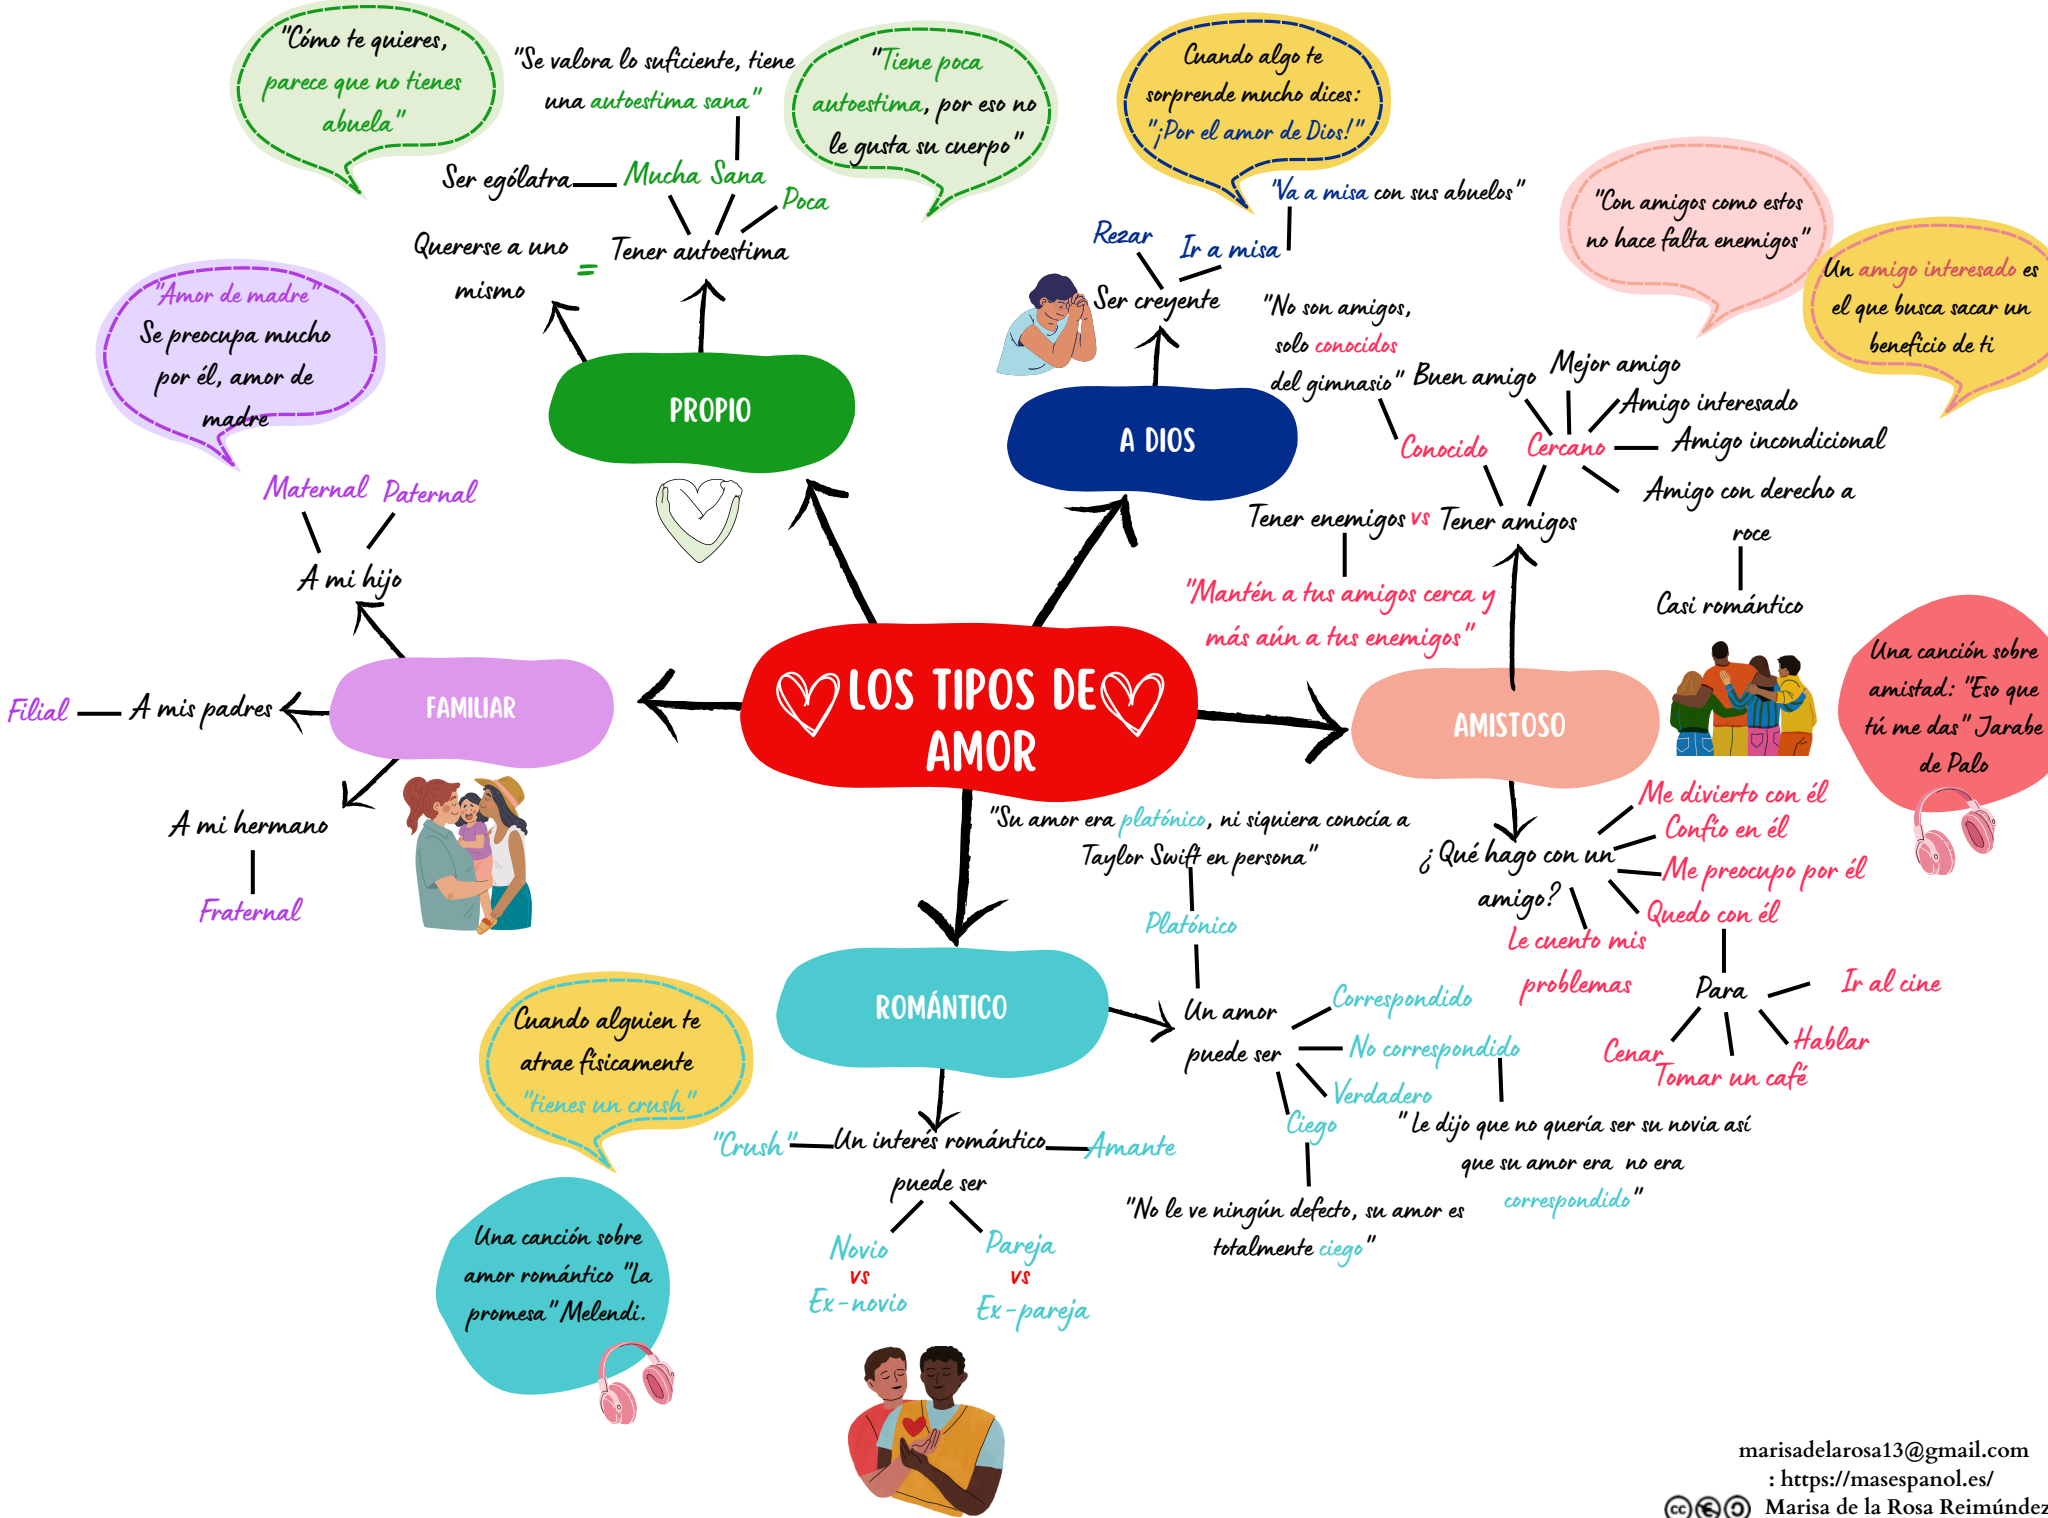 "Cómo te quieres,
parece que no tienes
abuela"
"Se valora lo suficiente, tiene
una autoestima sana"
"Tiene poca
autoestima, por eso no
le gusta su cuerpo"
Ser ególatra
Mucha
Sana
Poca
Quererse a uno
mismo
=
Tener autoestima
PROPIO
Cuando algo te
sorprende mucho dices:
"¡Por el amor de Dios!"
"Va a misa con sus abuelos"
Rezar
Ir a misa
Ser creyente
A DIOS
"Con amigos como estos
no hace falta enemigos"
Un amigo interesado es
el que busca sacar un
beneficio de ti
"No son amigos,
solo conocidos
del gimnasio"
Buen amigo
Mejor amigo
Amigo interesado
Amigo incondicional
Amigo con derecho a
roce
Casi romántico
Conocido
Cercano
Tener enemigos vs Tener amigos
"Mantén a tus amigos cerca y
más aún a tus enemigos"
"Amor de madre"
Se preocupa mucho
por él, amor de
madre
Maternal
Paternal
A mi hijo
Filial
A mis padres
FAMILIAR
A mi hermano
Fraternal
LOS TIPOS DE
AMOR
AMISTOSO
Una canción sobre
amistad: "Eso que
tú me das" Jarabe
de Palo
¿Qué hago con un
amigo?
Me divierto con él
Confío en él
Me preocupo por él
Quedo con él
Le cuento mis
problemas
Para
Ir al cine
Hablar
Cenar
Tomar un café
"Su amor era platónico, ni siquiera conocía a
Taylor Swift en persona"
Platónico
ROMÁNTICO
Un amor
puede ser
Correspondido
No correspondido
Verdadero
Ciego
"Le dijo que no quería ser su novia así
que su amor era no era
correspondido"
"No le ve ningún defecto, su amor es
totalmente ciego"
Cuando alguien te
atrae físicamente
"tienes un crush"
"Crush"
Un interés romántico
puede ser
Amante
Novio
vs
Ex-novio
Pareja
vs
Ex-pareja
Una canción sobre
amor romántico "La
promesa" Melendi.
marisadelarosa13@gmail.com
: https://masespanol.es/
cc Marisa de la Rosa Reimúndez